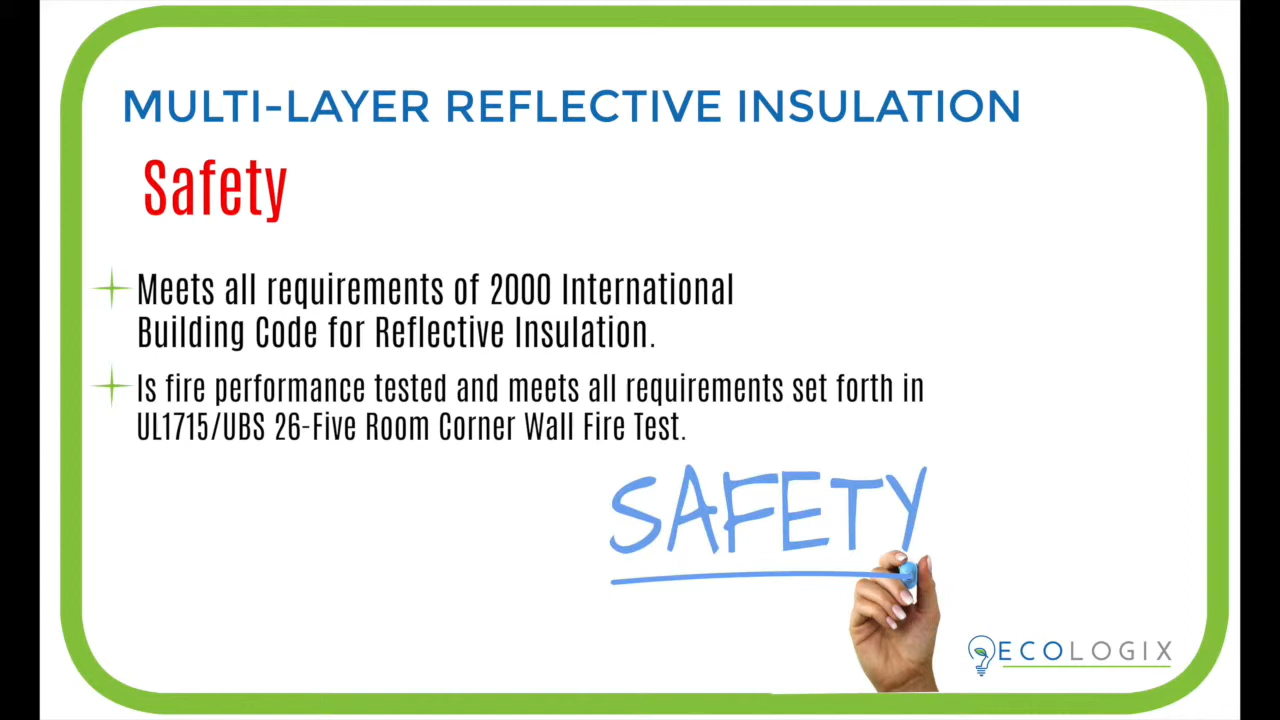 MULTI-LAYER REFLECTIVE INSULATION
Safety
Meets all requirements of 2000 International
Building Code for Reflective Insulation.
Is fire performance tested and meets all requirements set forth in
UL1715/UBS 26-Five Room Corner Wall Fire Test.
SAFETY
ECOLOGIX